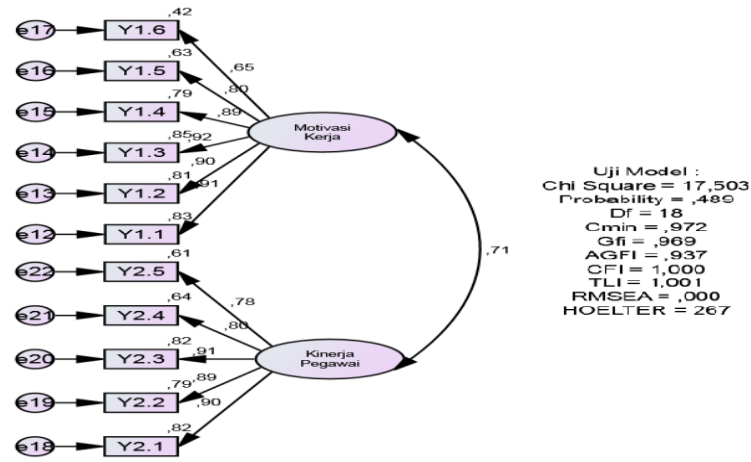 ,42
e17 Y1.6
,63
,65
e16 Y1.5
,80
,79
e15 Y1.4
,89
Motivasi
Kerja
,85
,92
e14 Y1.3
,90
,81
e13 Y1.2
,91
,83
e12 Y1.1
,61
e22 Y2.5
,71
,78
,64
e21 Y2.4
,80
,82
e20 Y2.3
,91
Kinerja
Pegawai
,79
,89
e19 Y2.2
,90
,82
e18 Y2.1
Uji Model :
Chi Square = 17,503
Probability = ,489
Df = 18
Cmin = ,972
Gfi = ,969
AGFI = ,937
CFI = 1,000
TLI = 1,001
RMSEA = ,000
HOELTER = 267